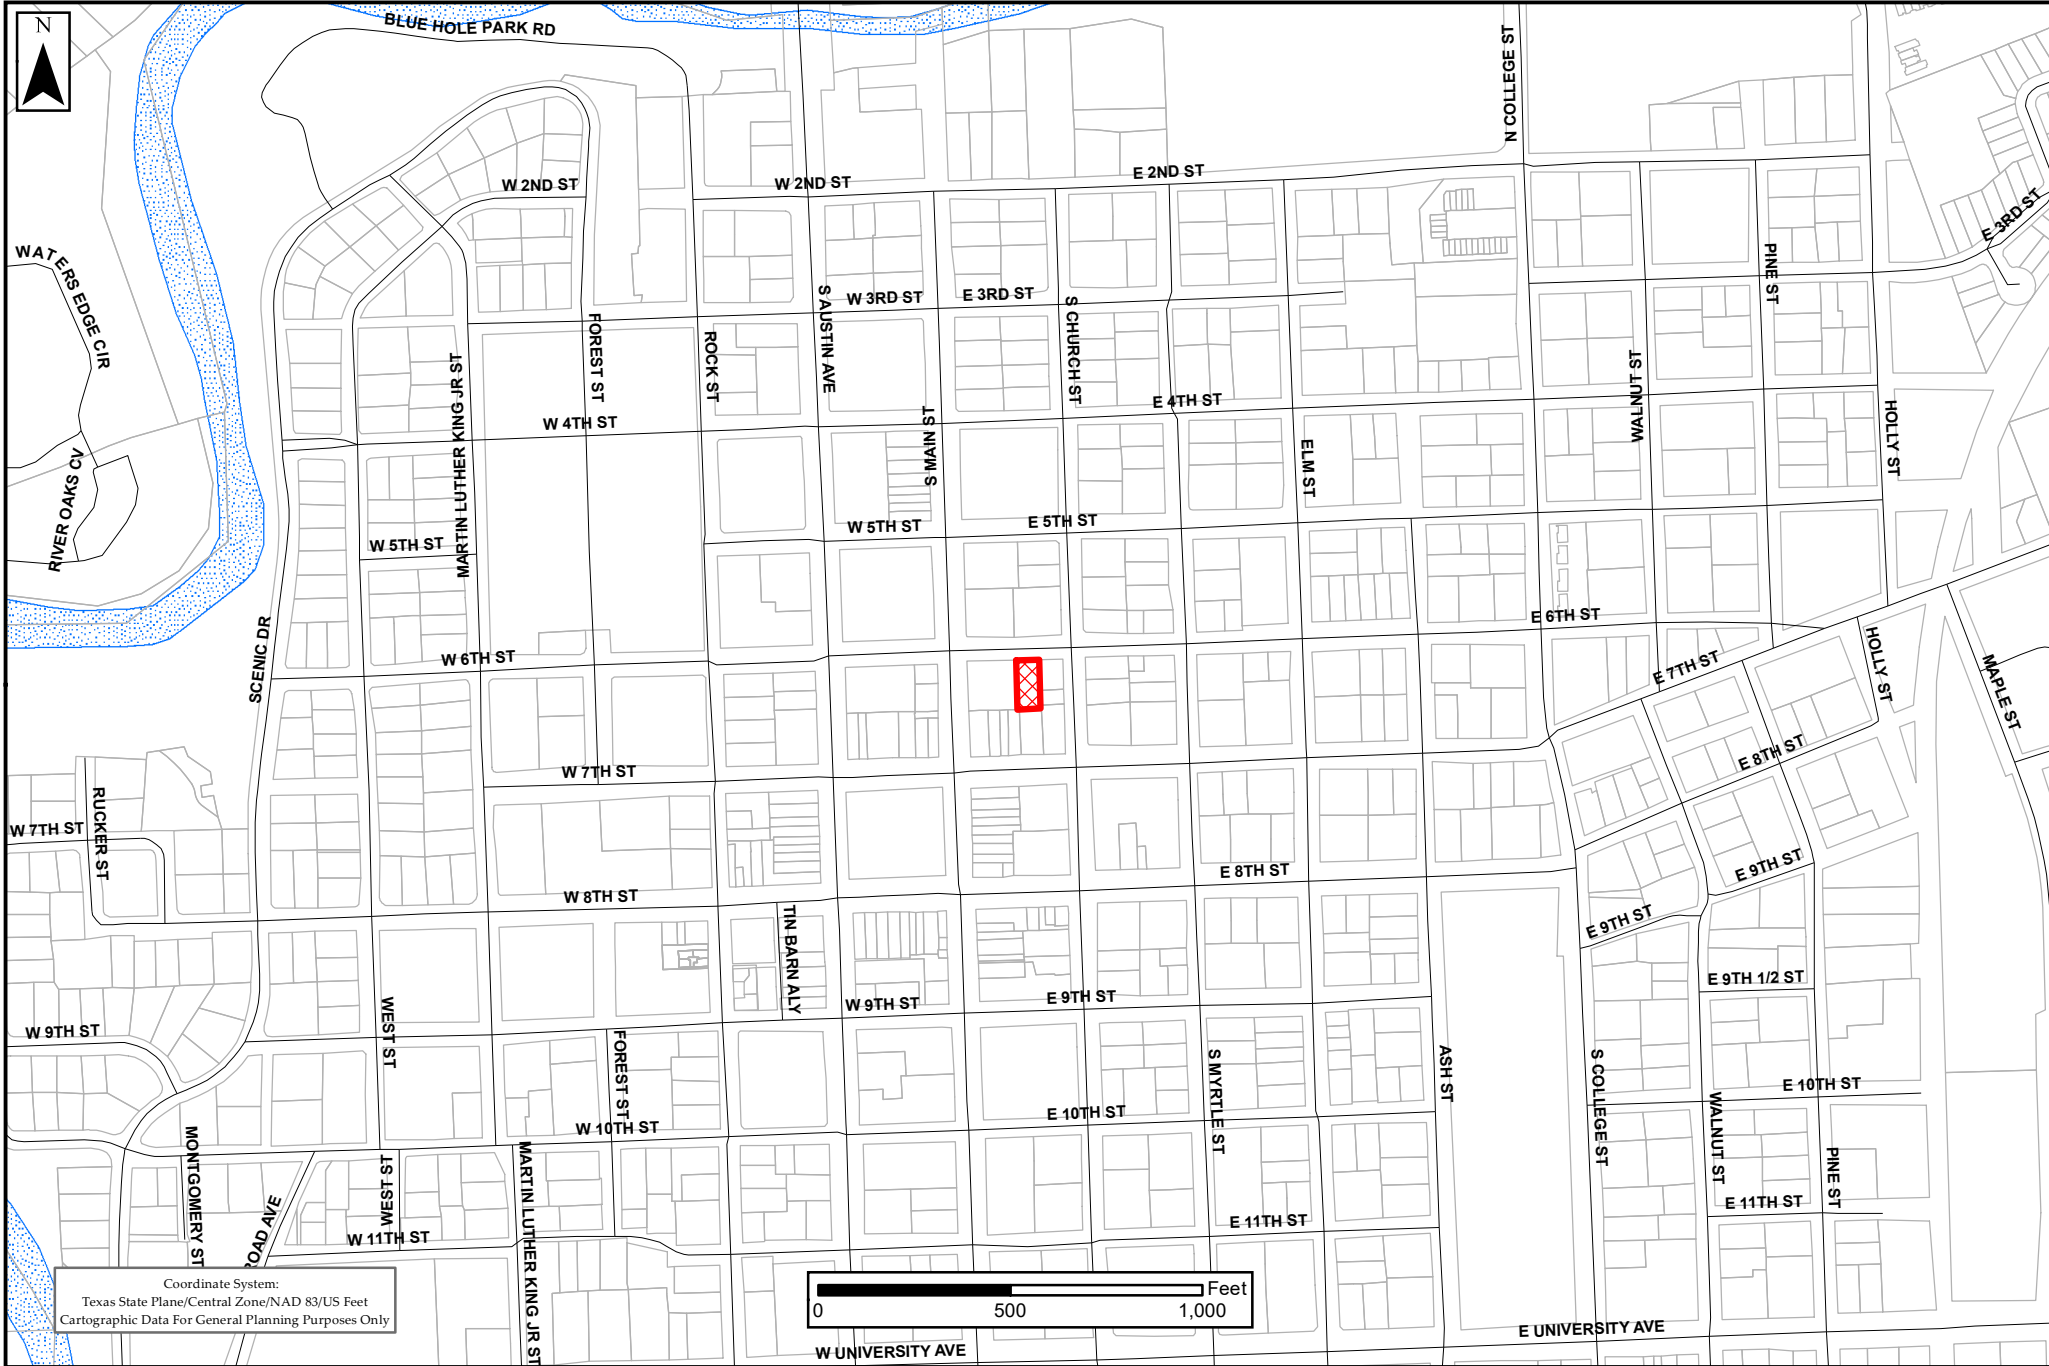 N
BLUE HOLE PARK RD
N COLLEGE ST
W 2ND ST
W 2ND ST
E 2ND ST
E 3RD ST
WATERS EDGE CIR
PINE ST
S AUSTIN AVE
W 3RD ST
E 3RD ST
S CHURCH ST
FOREST ST
ROCK ST
MARTIN LUTHER KING JR ST
WALNUT ST
W 4TH ST
E 4TH ST
S MAIN ST
HOLLY ST
ELM ST
RIVER OAKS CV
W 5TH ST
W 5TH ST
E 5TH ST
SCENIC DR
W 6TH ST
E 6TH ST
E 7TH ST
HOLLY ST
MAPLE ST
W 7TH ST
E 8TH ST
RUCKER ST
W 7TH ST
W 8TH ST
E 8TH ST
E 9TH ST
E 9TH ST
TIN BARN ALY
W 9TH ST
E 9TH ST
E 9TH 1/2 ST
W 9TH ST
WEST ST
FOREST ST
S MYRTLE ST
ASH ST
S COLLEGE ST
E 10TH ST
W 10TH ST
E 10TH ST
WALNUT ST
PINE ST
MONTGOMERY ST
WEST ST
MARTIN LUTHER KING JR ST
ROAD AVE
W 11TH ST
E 11TH ST
E 11TH ST
Coordinate System:
Texas State Plane/Central Zone/NAD 83/US Feet
Cartographic Data For General Planning Purposes Only
Feet
0 500 1,000
E UNIVERSITY AVE
W UNIVERSITY AVE